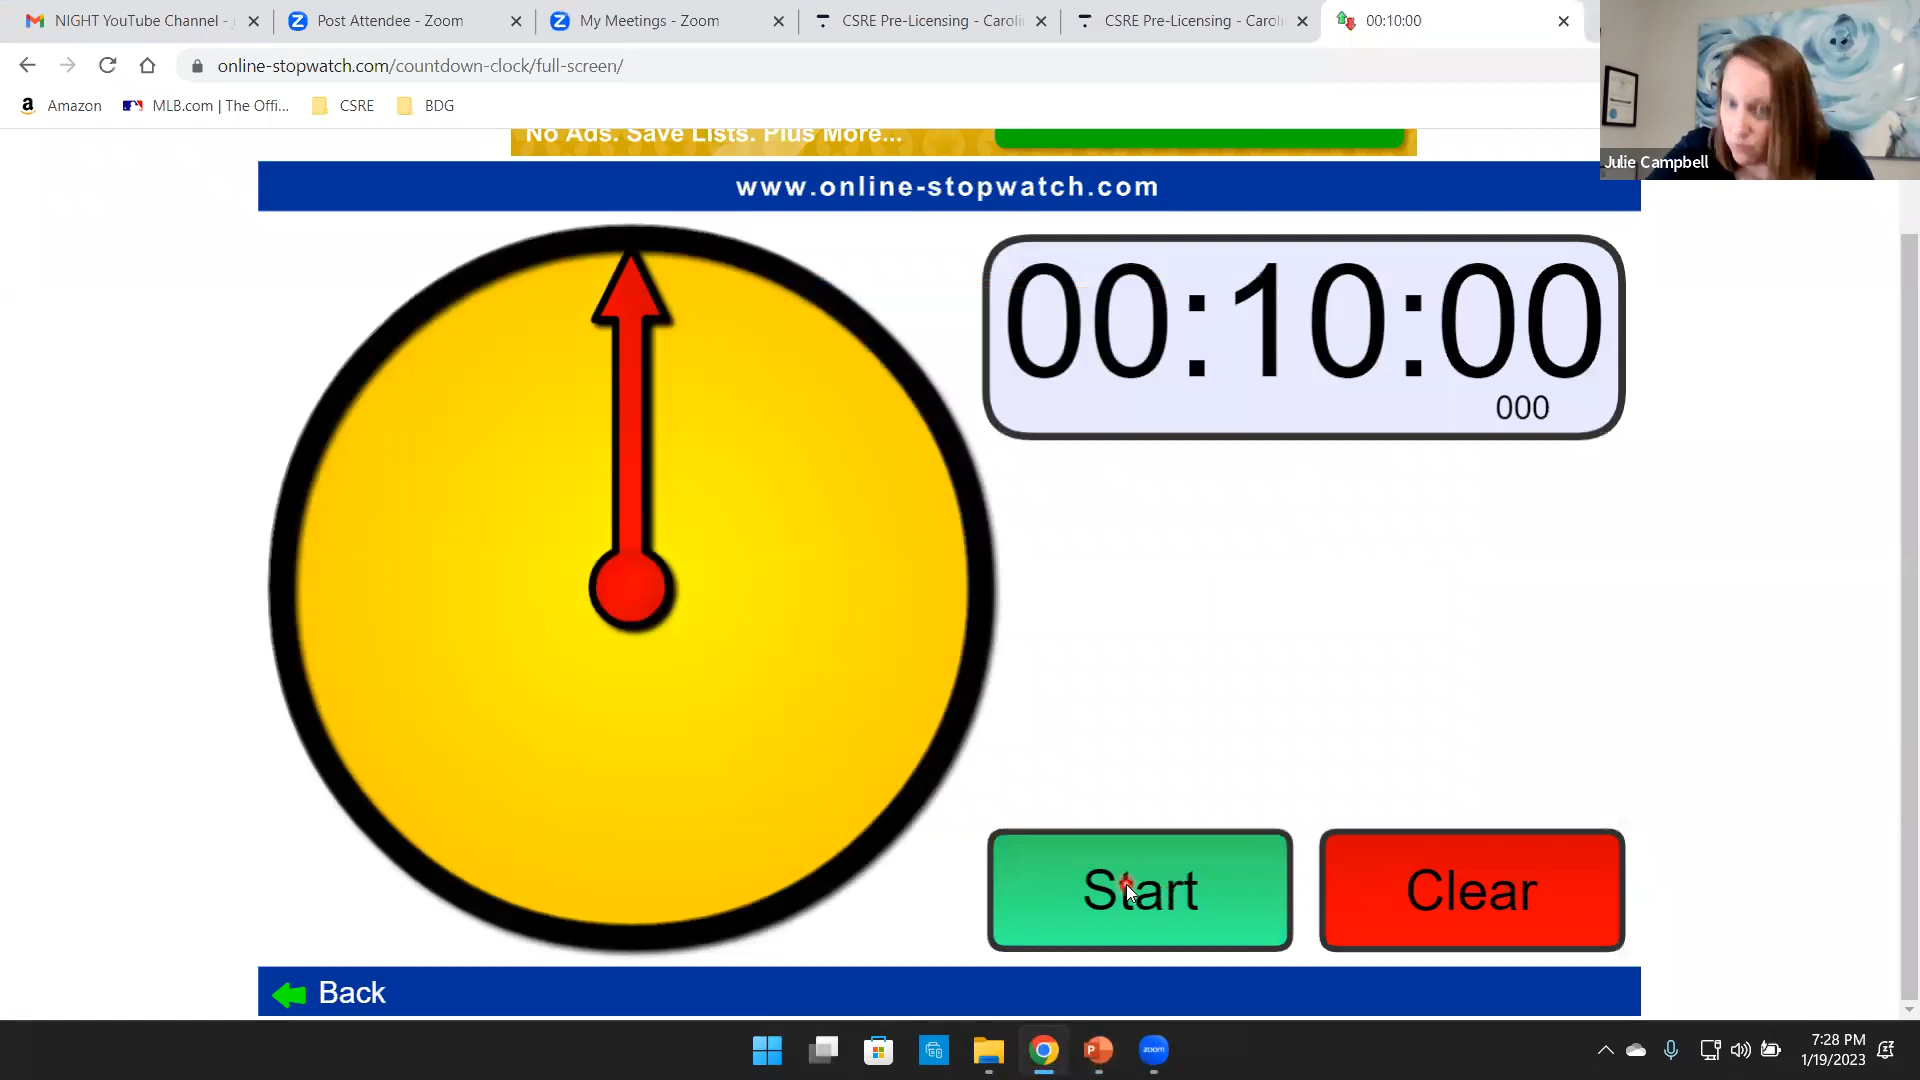 NIGHT YouTube Channel -
Post Attendee - Zoom
My Meetings - Zoom
CSRE Pre-Licensing - Caroli
CSRE Pre-Licensing - Caroli
00:10:00
online-stopwatch.com/countdown-clock/full-screen/
Amazon
MLB.com | The Offi...
CSRE
BDG
No Ads. Save Lists. Plus More...
Julie Campbell
www.online-stopwatch.com
00:10:00
000
Start
Clear
Back
zoom
7:28 PM
1/19/2023